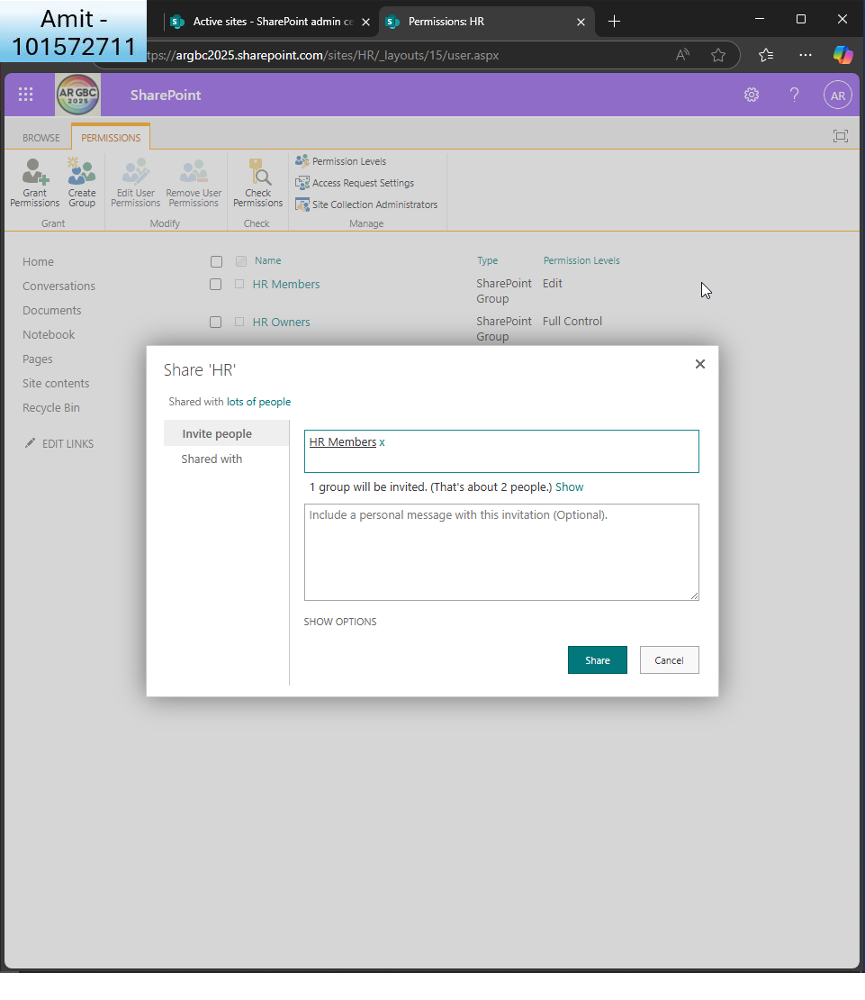 Amit -
101572711
Active sites - SharePoint admin ce
Permissions: HR
tps://argbc2025.sharepoint.com/sites/HR/_layouts/15/user.aspx
AR GBC
2025
SharePoint
AR
BROWSE
PERMISSIONS
Grant
Permissions
Create
Group
Edit User
Permissions
Remove User
Permissions
Check
Permissions
Permission Levels
Access Request Settings
Site Collection Administrators
Grant
Modify
Check
Manage
Home
Conversations
Documents
Notebook
Pages
Site contents
Recycle Bin
EDIT LINKS
Name
Type
Permission Levels
HR Members
SharePoint
Group
Edit
HR Owners
SharePoint
Group
Full Control
Share 'HR'
Shared with lots of people
Invite people
Shared with
HR Members x
1 group will be invited. (That's about 2 people.) Show
Include a personal message with this invitation (Optional).
SHOW OPTIONS
Share
Cancel